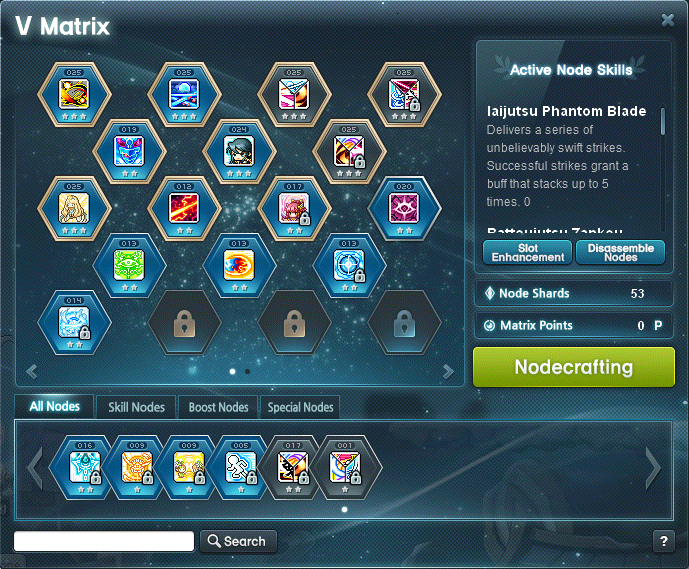 V Matrix
025 025 025 025
019 024 025
025 012 017 020
013 013 013
014
Active Node Skills
Iaijutsu Phantom Blade
Delivers a series of
unbelievably swift strikes.
Successful strikes grant a
buff that stacks up to 5
times. 0
Battoujutsu Zankou
Slot
Enhancement
Disassemble
Nodes
Node Shards 53
Matrix Points 0 P
Nodecrafting
All Nodes Skill Nodes Boost Nodes Special Nodes
016 009 009 005 017 001
Search
?